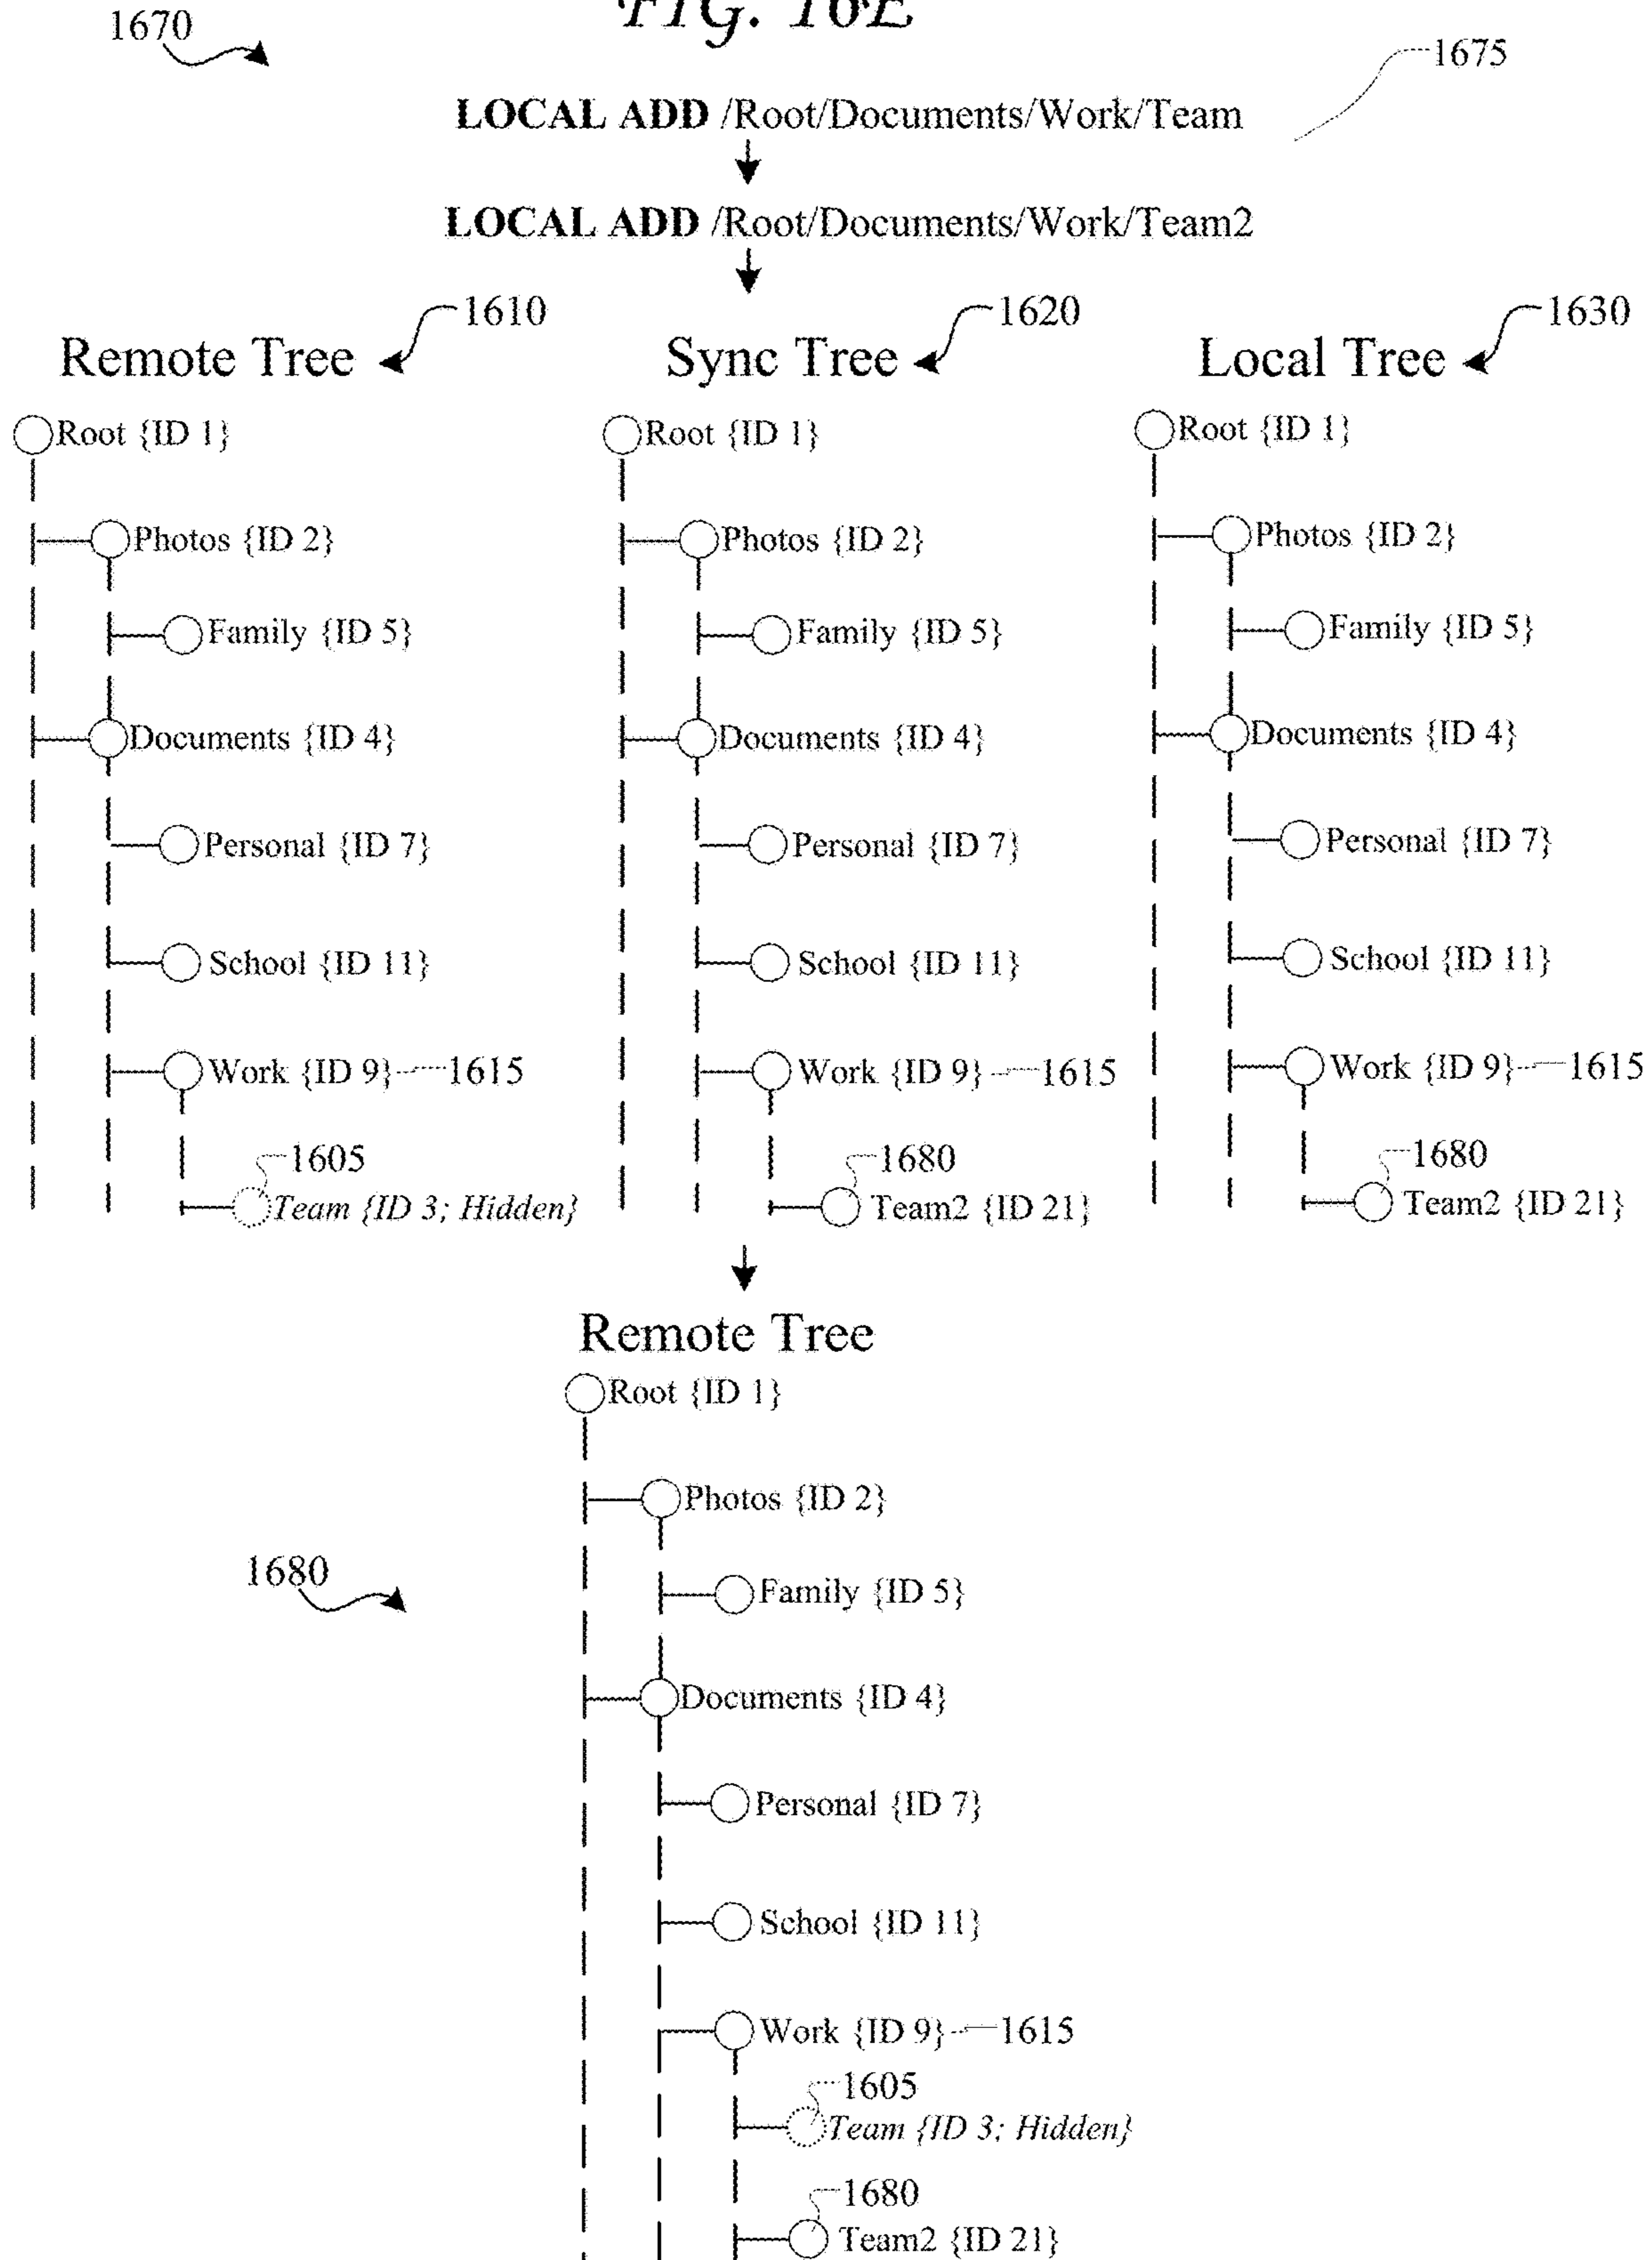 FIG. 16E
1670
1675
LOCAL ADD /Root/Documents/Work/Team
LOCAL ADD /Root/Documents/Work/Team2
1610
1620
1630
Remote Tree
Sync Tree
Local Tree
Root {ID 1}
Root {ID 1}
Root {ID 1}
Photos {ID 2}
Photos {ID 2}
Photos {ID 2}
Family {ID 5}
Family {ID 5}
Family {ID 5}
Documents {ID 4}
Documents {ID 4}
Documents {ID 4}
Personal {ID 7}
Personal {ID 7}
Personal {ID 7}
School {ID 11}
School {ID 11}
School {ID 11}
Work {ID 9} 1615
Work {ID 9} 1615
Work {ID 9} 1615
1605
1680
1680
Team {ID 3; Hidden}
Team2 {ID 21}
Team2 {ID 21}
Remote Tree
Root {ID 1}
Photos {ID 2}
1680
Family {ID 5}
Documents {ID 4}
Personal {ID 7}
School {ID 11}
Work {ID 9} 1615
1605
Team {ID 3; Hidden}
1680
Team2 {ID 21}